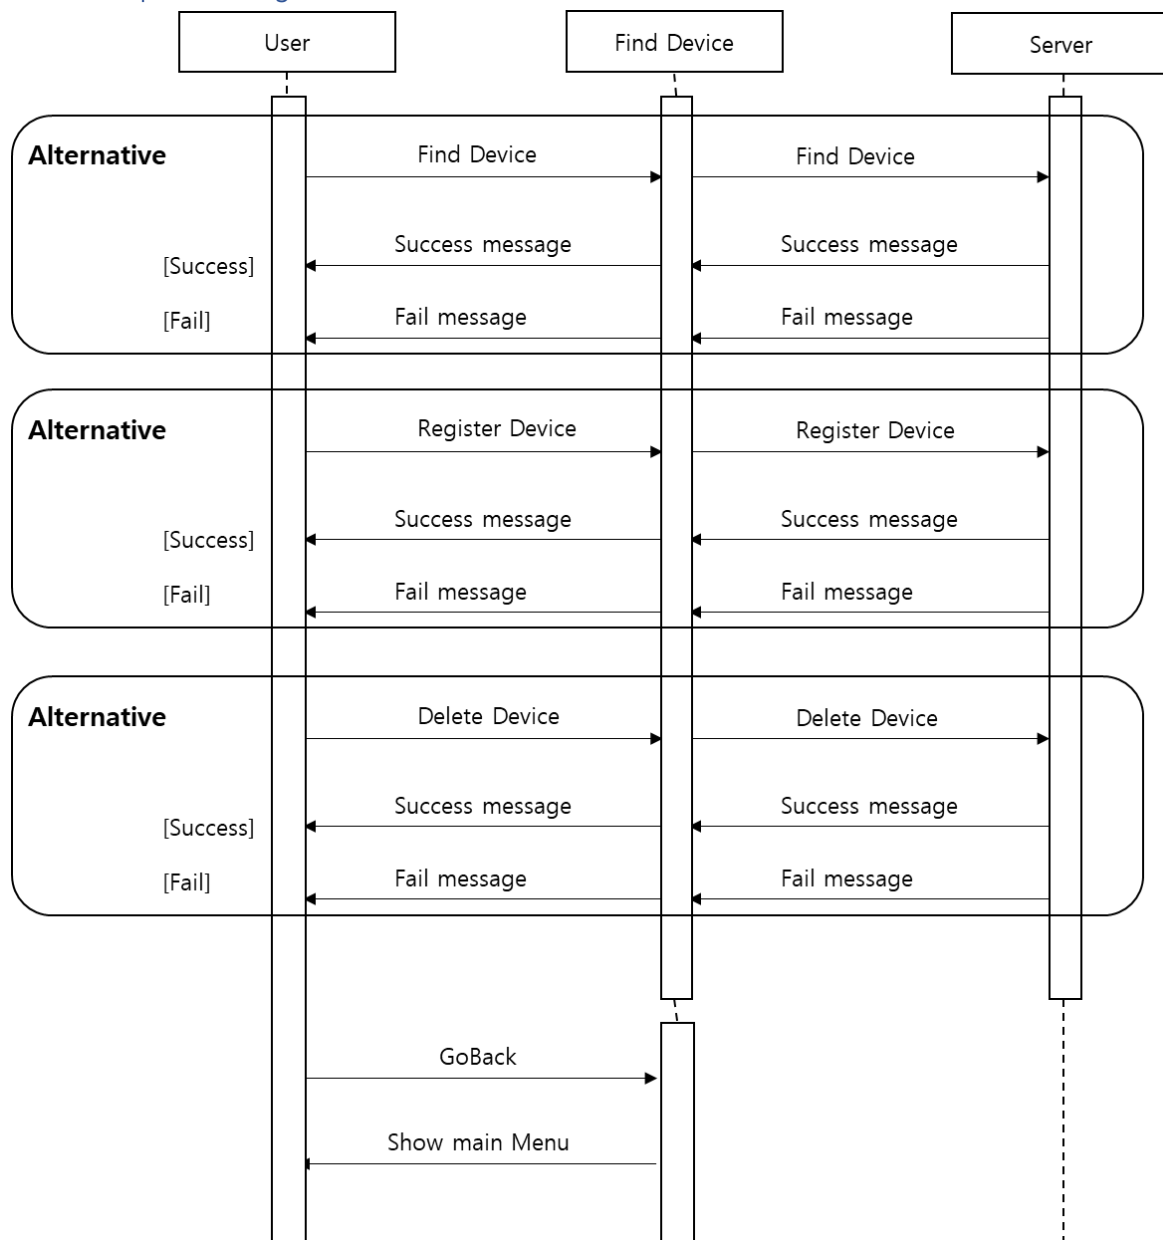 User
Find Device
Server
Alternative
Find Device
Find Device
Success message
Success message
[Success]
Fail message
Fail message
[Fail]
Alternative
Register Device
Register Device
Success message
Success message
[Success]
Fail message
Fail message
[Fail]
Alternative
Delete Device
Delete Device
Success message
Success message
[Success]
Fail message
Fail message
[Fail]
GoBack
Show main Menu